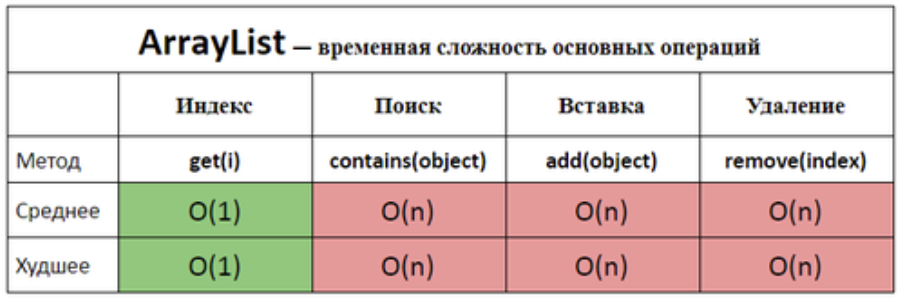 ArrayList — временная сложность основных операций
Индекс Поиск Вставка Удаление
Метод get(i) contains(object) add(object) remove(index)
Среднее O(1) O(n) O(n) O(n)
Худшее O(1) O(n) O(n) O(n)